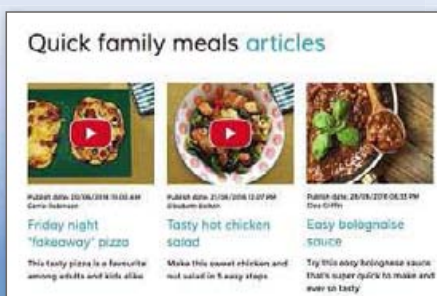 Quick family meals articles
Friday night
"fakeaway" pizza
This tasty pizza is a favourite
among adults and kids alike
Tasty hot chicken
salad
Make this sweet chicken and
nut salad in 5 easy steps
Easy bolognaise
sauce
Try this easy bolognese sauce
that's super quick to make and
ever so tasty